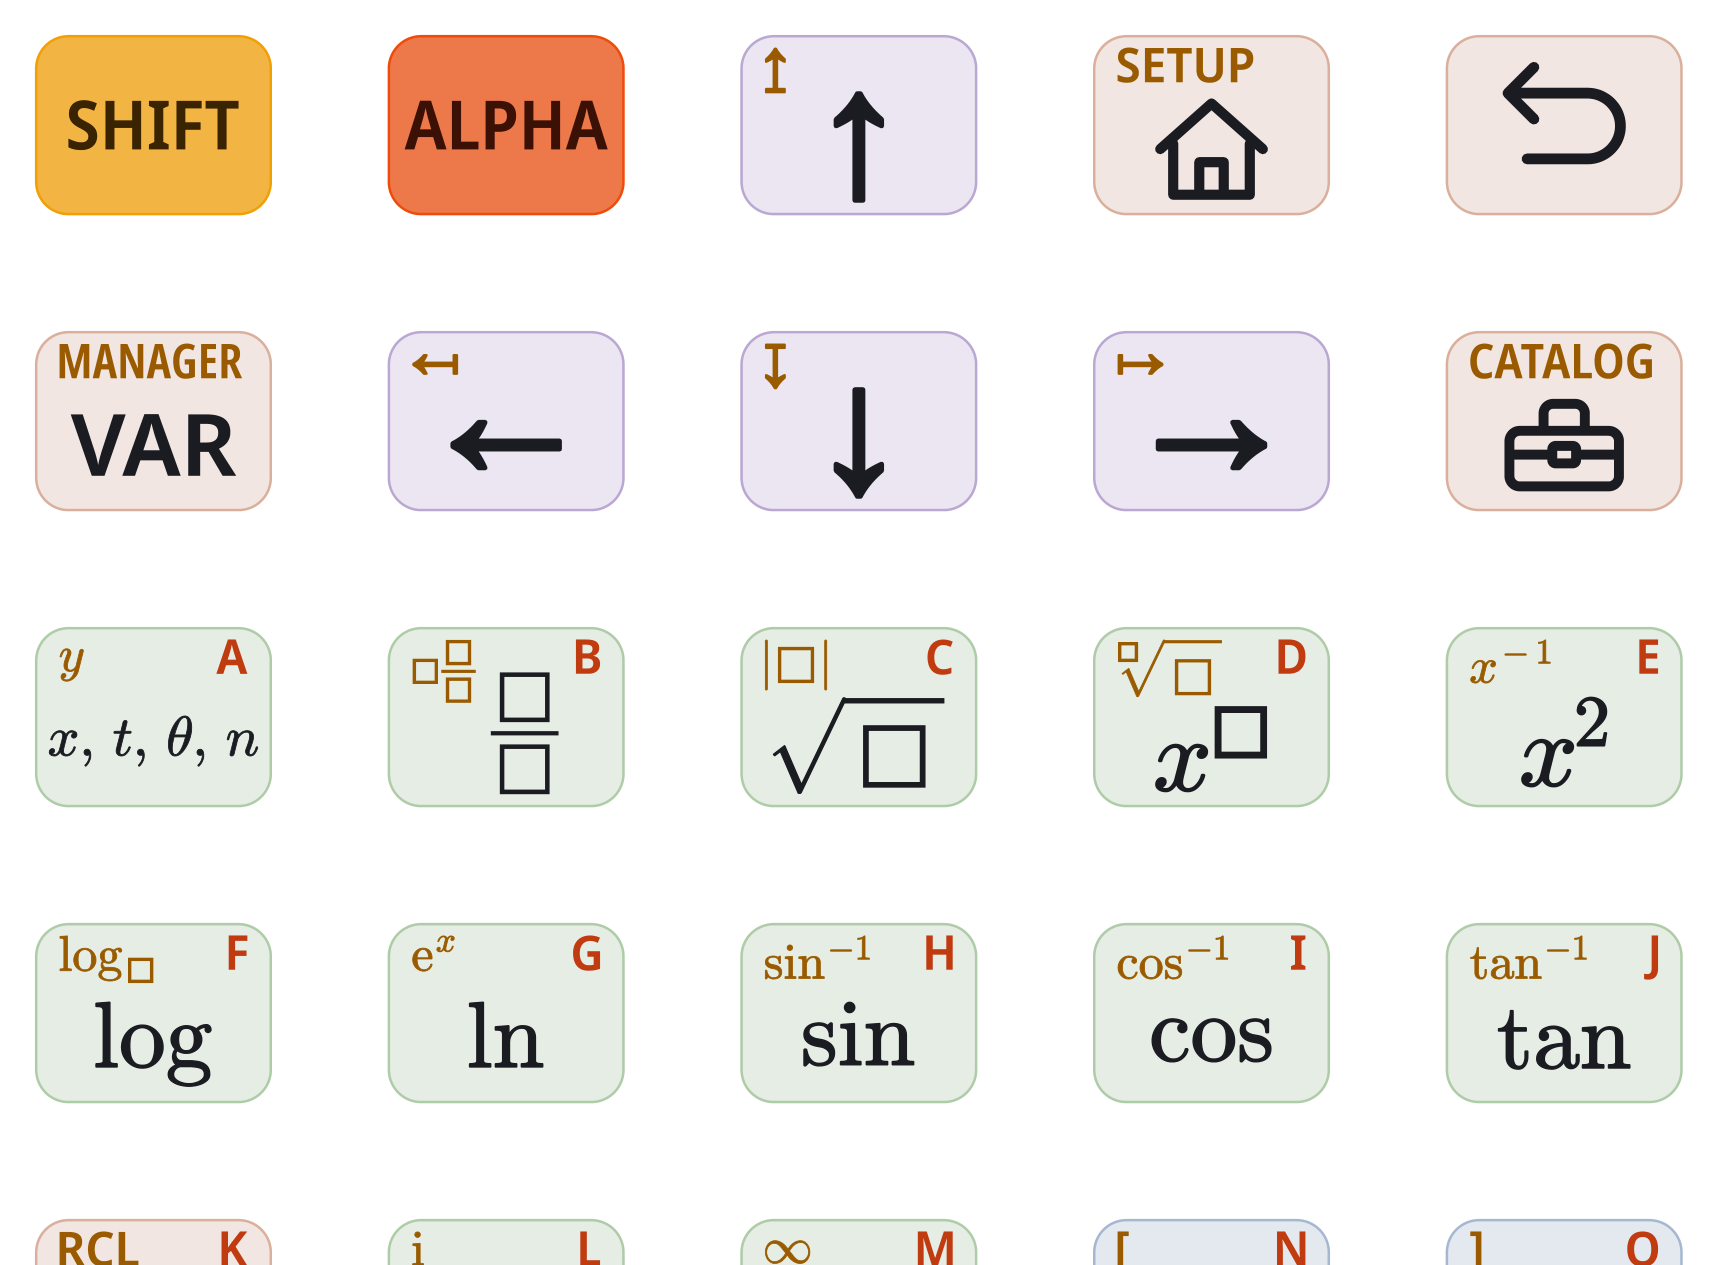 SHIFT ALPHA ↥ ↑ SETUP
MANAGER VAR ↤ ← ↧ ↓ ↦ → CATALOG
y A B |□| C □√□ D x⁻¹ E
x, t, θ, n □/□ √□ x^□ x²
log□ F eˣ G sin⁻¹ H cos⁻¹ I tan⁻¹ J
log ln sin cos tan
RCL K i L ∞ M [ N ] O